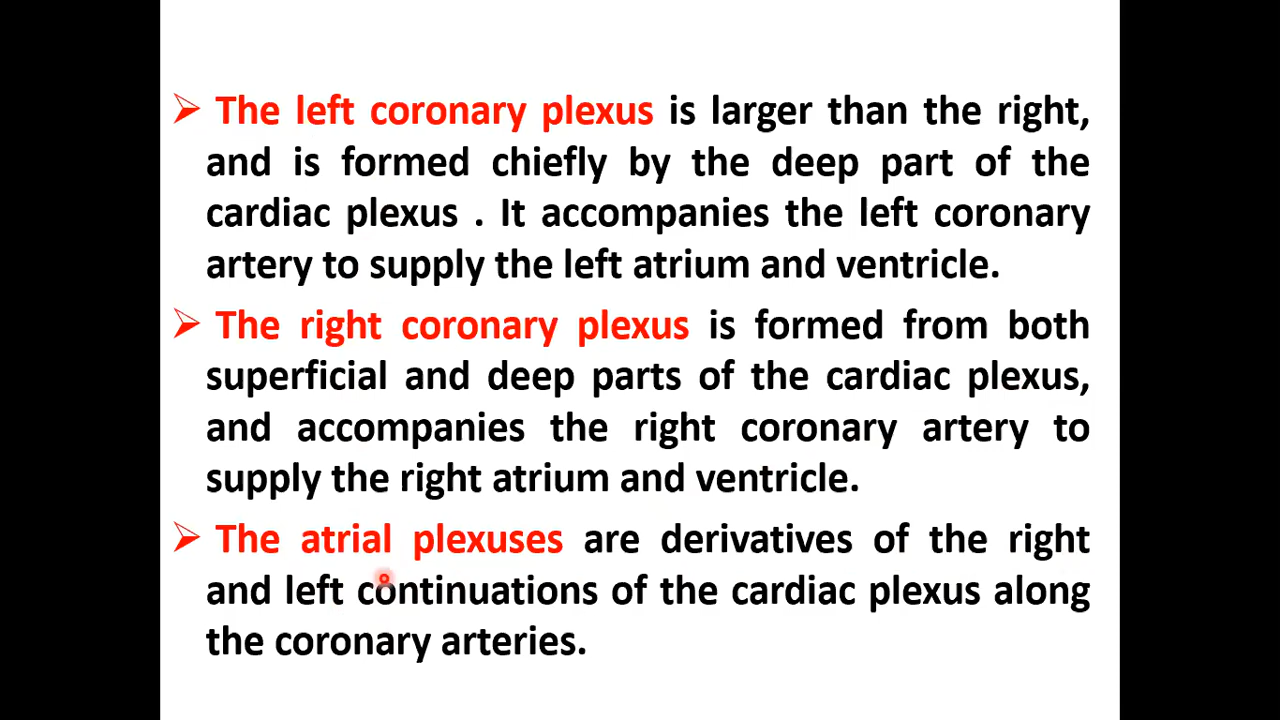 ➢ The left coronary plexus is larger than the right,
and is formed chiefly by the deep part of the
cardiac plexus . It accompanies the left coronary
artery to supply the left atrium and ventricle.
➢ The right coronary plexus is formed from both
superficial and deep parts of the cardiac plexus,
and accompanies the right coronary artery to
supply the right atrium and ventricle.
➢ The atrial plexuses are derivatives of the right
and left continuations of the cardiac plexus along
the coronary arteries.